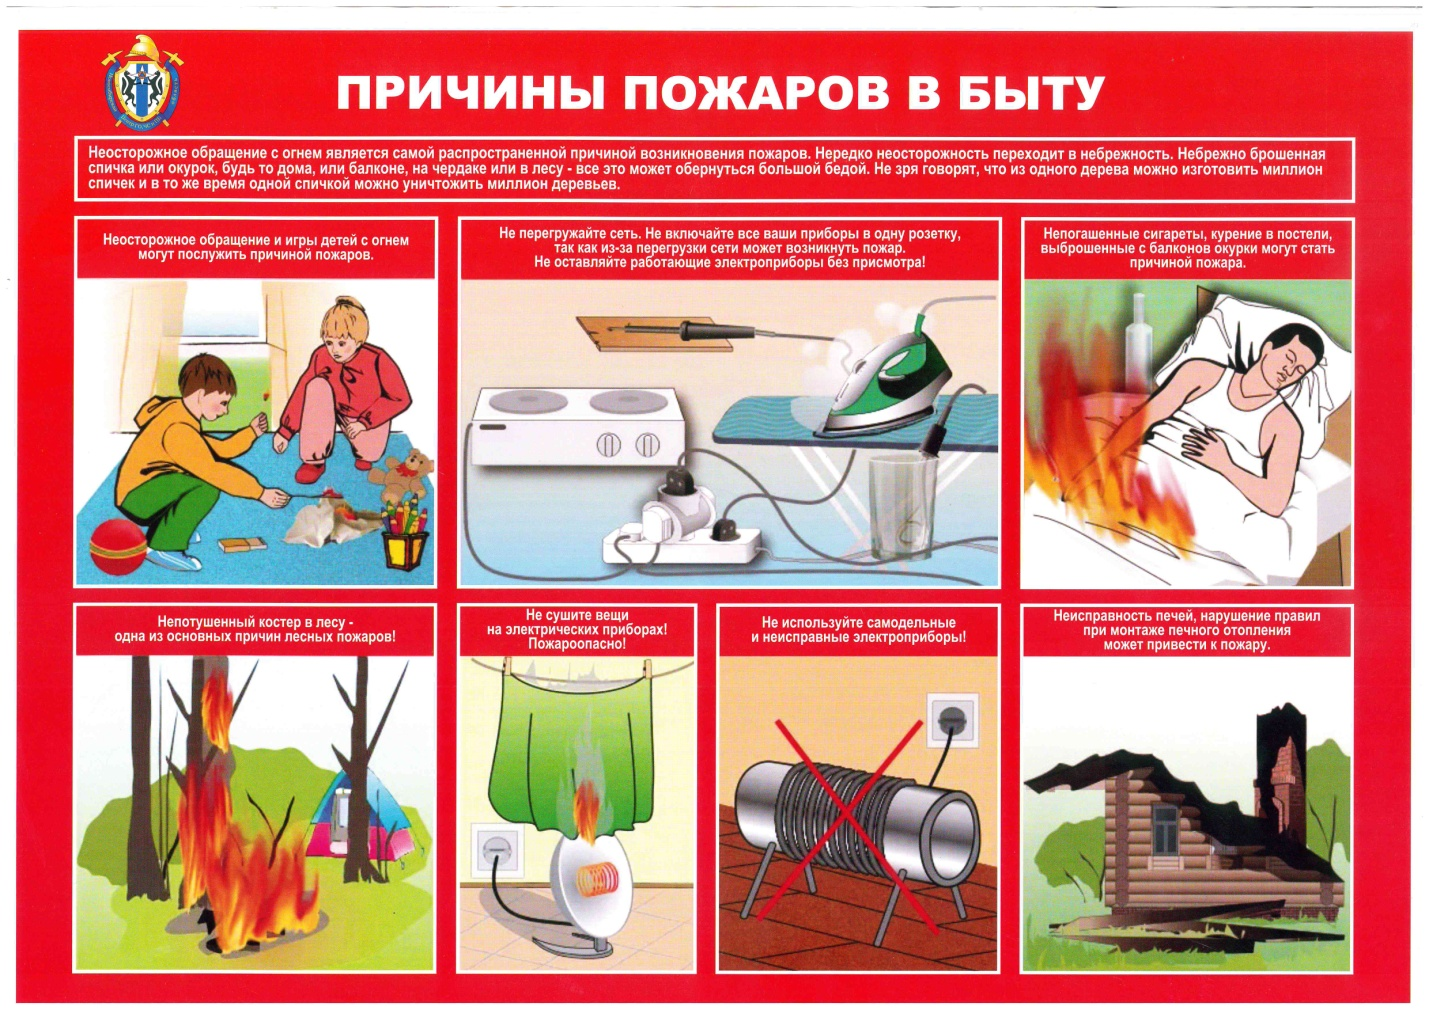 ПРИЧИНЫ ПОЖАРОВ В БЫТУ
Неосторожное обращение с огнем является самой распространенной причиной возникновения пожаров. Нередко неосторожность переходит в небрежность. Небрежно брошенная
спичка или окурок, будь то дома, или балконе, на чердаке или в лесу - все это может обернуться большой бедой. Не зря говорят, что из одного дерева можно изготовить миллион
спичек и в то же время одной спичкой можно уничтожить миллион деревьев.
Неосторожное обращение и игры детей с огнем
могут послужить причиной пожаров.
Не перегружайте сеть. Не включайте все ваши приборы в одну розетку,
так как из-за перегрузки сети может возникнуть пожар.
Не оставляйте работающие электроприборы без присмотра!
Непогашенные сигареты, курение в постели,
выброшенные с балконов окурки могут стать
причиной пожара.
Непотушенный костер в лесу -
одна из основных причин лесных пожаров!
Не сушите вещи
на электрических приборах!
Пожароопасно!
Не используйте самодельные
и неисправные электроприборы!
Неисправность печей, нарушение правил
при монтаже печного отопления
может привести к пожару.